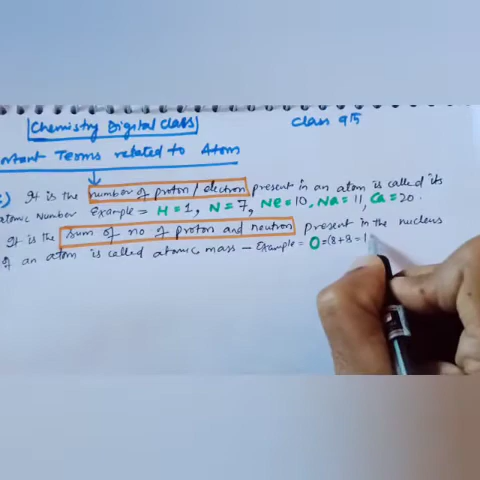 Chemistry Digital Class
Class 9th
ortant Terms related to Atom
It is the number of proton / electron present in an atom is called its
atomic Number Example = H = 1, N = 7, Ne = 10, Na = 11, Ca = 20.
It is the sum of no of proton and neutron present in the nucleus
of an atom is called atomic mass - Example = O = (8+8 = 1